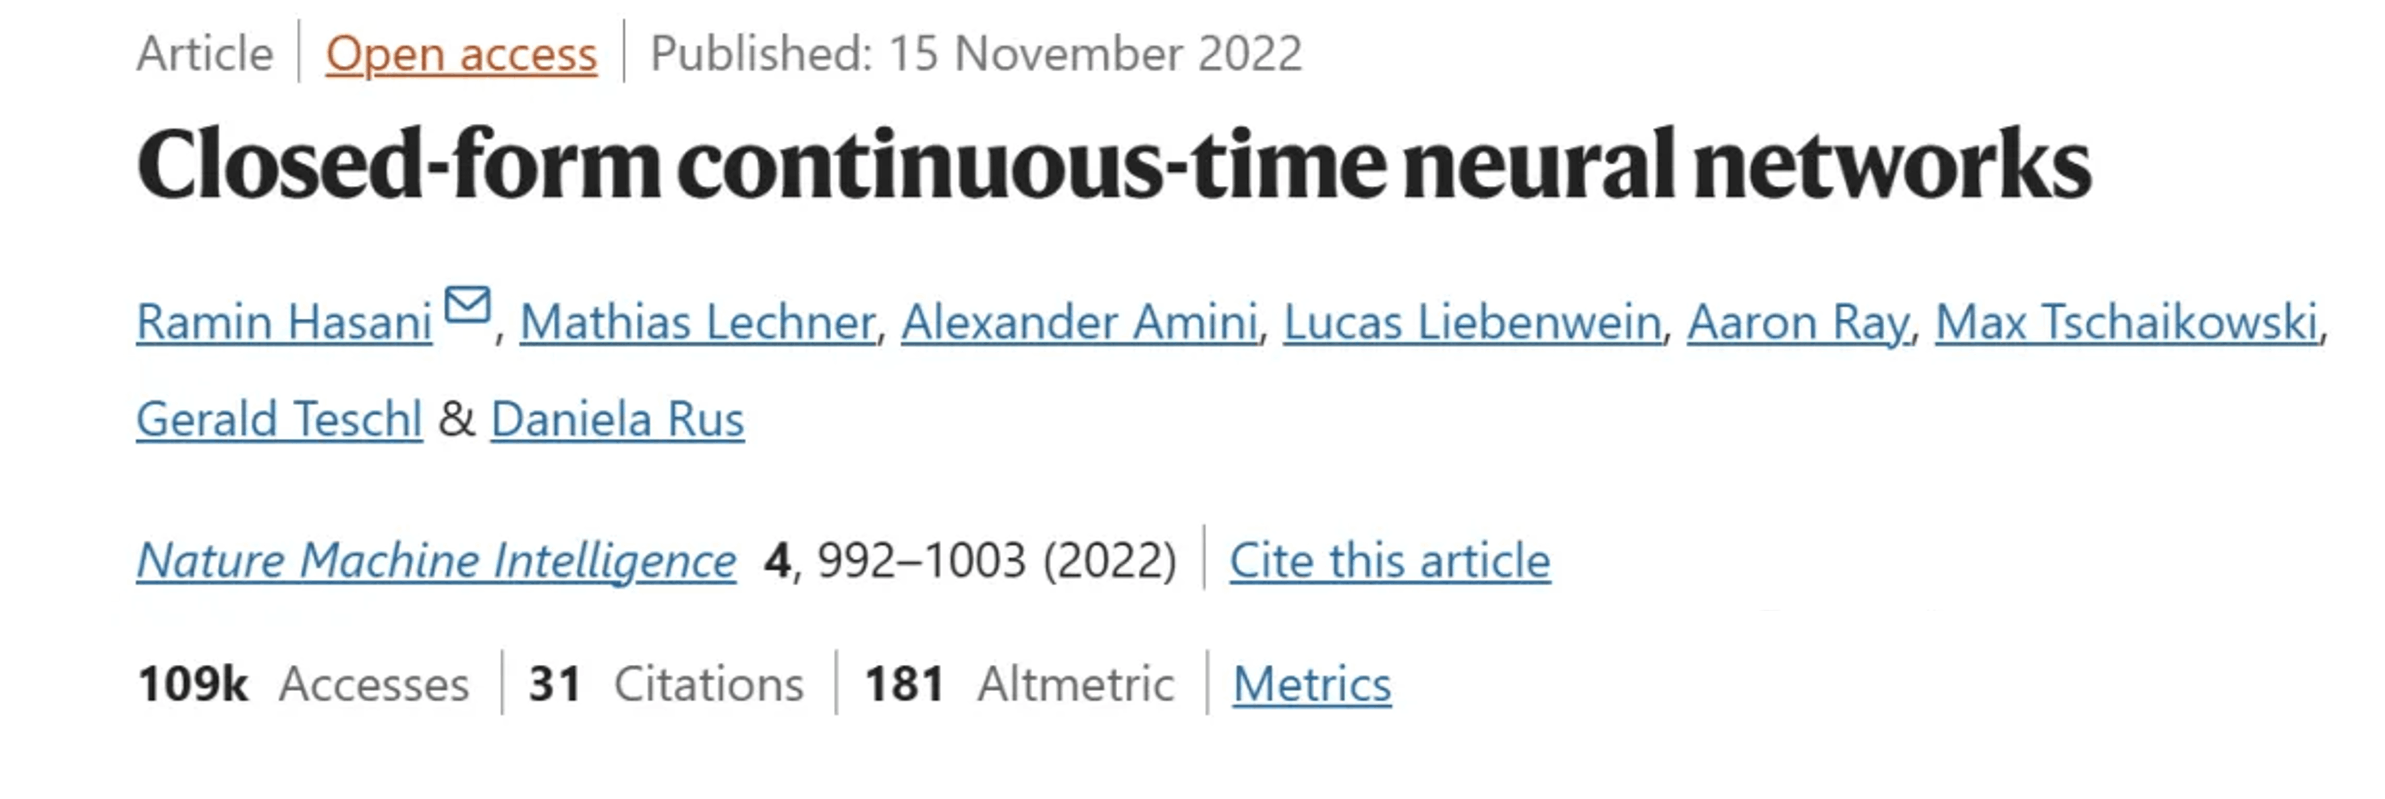 Article | Open access | Published: 15 November 2022
Closed-form continuous-time neural networks
Ramin Hasani, Mathias Lechner, Alexander Amini, Lucas Liebenwein, Aaron Ray, Max Tschaikowski,
Gerald Teschl & Daniela Rus
Nature Machine Intelligence 4, 992–1003 (2022) | Cite this article
109k Accesses | 31 Citations | 181 Altmetric | Metrics